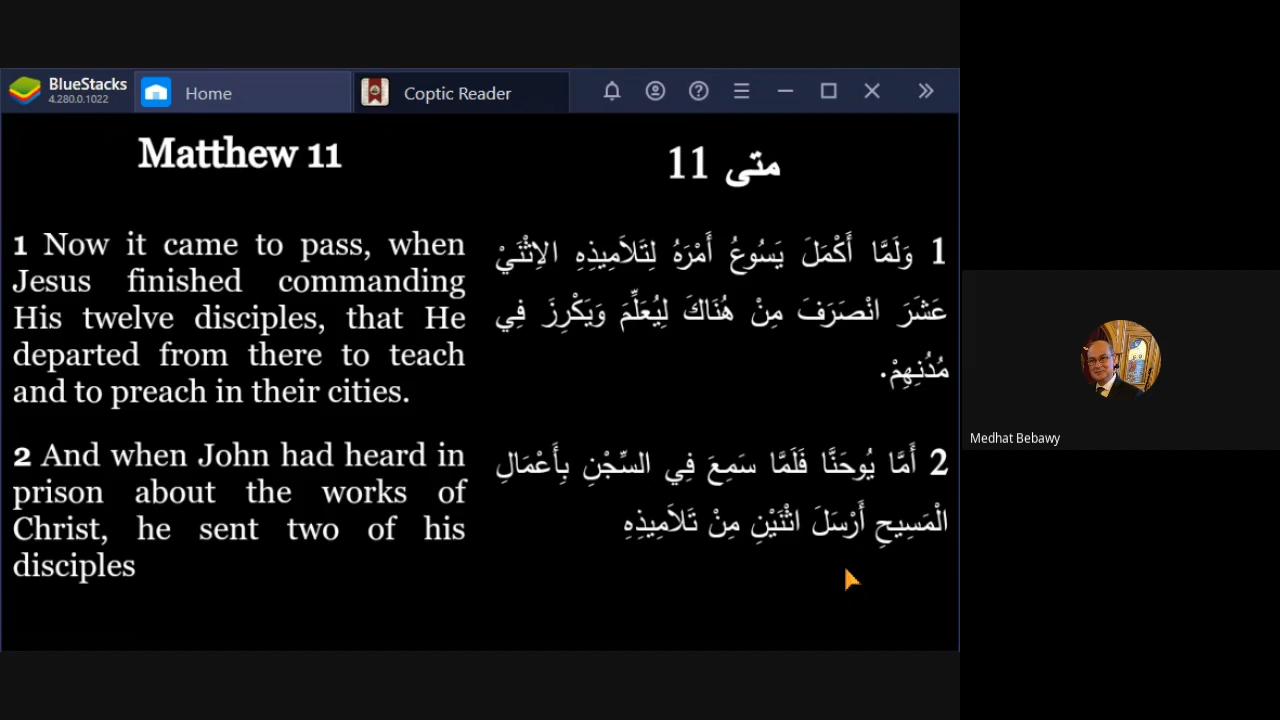 BlueStacks
4.280.0.1022
Home
Coptic Reader
Matthew 11
1 Now it came to pass, when
Jesus finished commanding
His twelve disciples, that He
departed from there to teach
and to preach in their cities.
2 And when John had heard in
prison about the works of
Christ, he sent two of his
disciples
متى 11
1 وَلَمَّا أَكْمَلَ يَسُوعُ أَمْرَهُ لِتَلاَمِيذِهِ الاِثْنَيْ
عَشَرَ انْصَرَفَ مِنْ هُنَاكَ لِيُعَلِّمَ وَيَكْرِزَ فِي
مُدُنِهِمْ.
2 أَمَّا يُوحَنَّا فَلَمَّا سَمِعَ فِي السِّجْنِ بِأَعْمَالِ
الْمَسِيحِ أَرْسَلَ اثْنَيْنِ مِنْ تَلاَمِيذِهِ
Medhat Bebawy